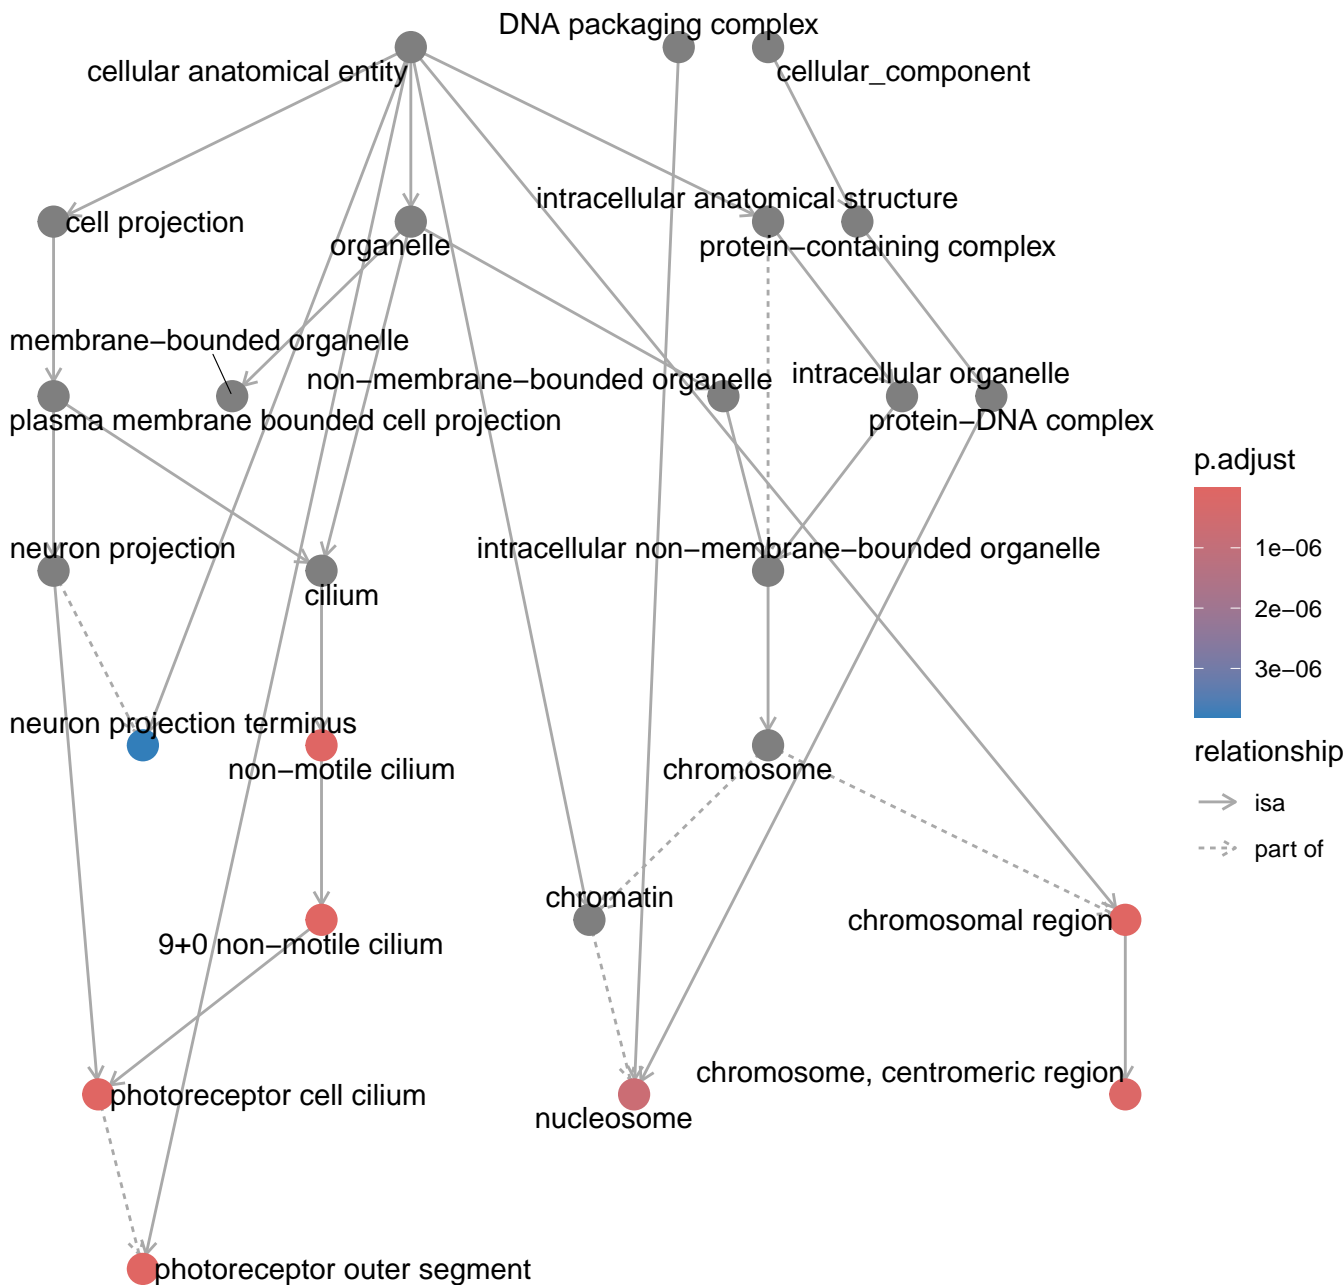 DNA packaging complex
cellular anatomical entity
cellular_component
intracellular anatomical structure
cell projection
organelle
protein−containing complex
membrane−bounded organelle
non−membrane−bounded organelle
intracellular organelle
plasma membrane bounded cell projection
protein−DNA complex
p.adjust
1e−06
2e−06
3e−06
neuron projection
intracellular non−membrane−bounded organelle
cilium
neuron projection terminus
non−motile cilium
chromosome
relationship
isa
part of
chromatin
chromosomal region
9+0 non−motile cilium
chromosome, centromeric region
photoreceptor cell cilium
nucleosome
photoreceptor outer segment